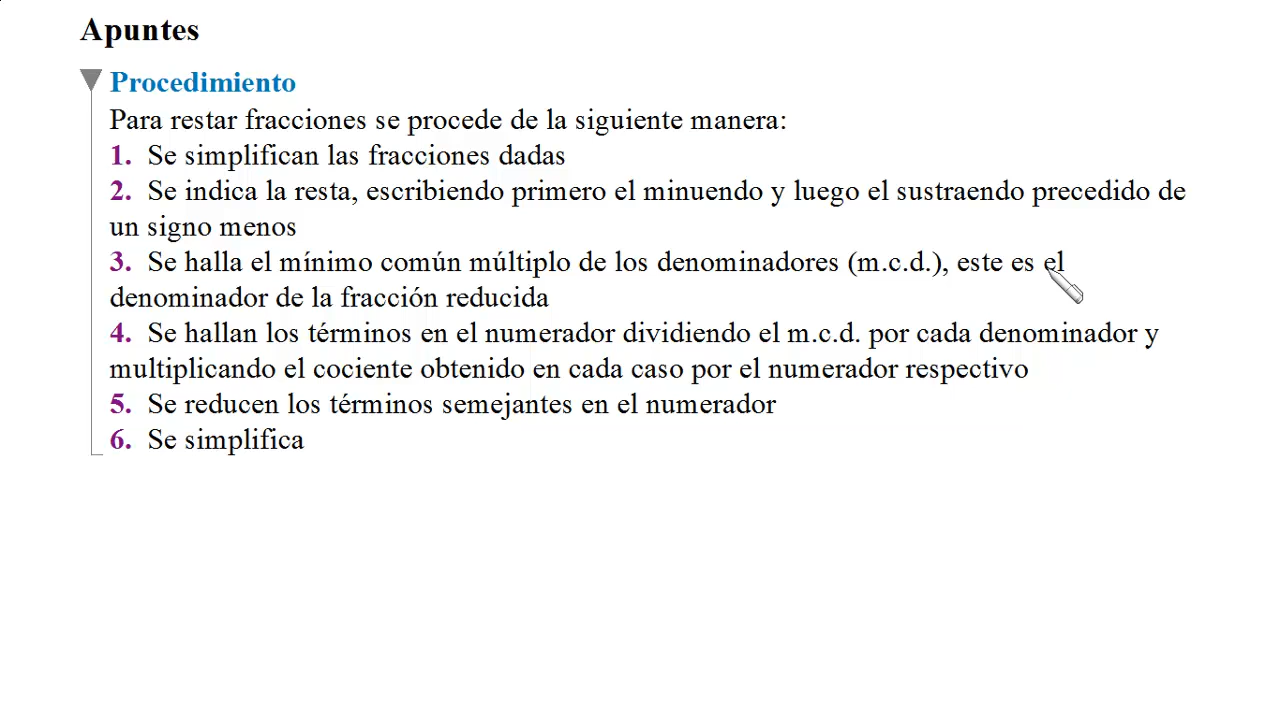 Apuntes
Procedimiento
Para restar fracciones se procede de la siguiente manera:
1. Se simplifican las fracciones dadas
2. Se indica la resta, escribiendo primero el minuendo y luego el sustraendo precedido de
un signo menos
3. Se halla el mínimo común múltiplo de los denominadores (m.c.d.), este es el
denominador de la fracción reducida
4. Se hallan los términos en el numerador dividiendo el m.c.d. por cada denominador y
multiplicando el cociente obtenido en cada caso por el numerador respectivo
5. Se reducen los términos semejantes en el numerador
6. Se simplifica